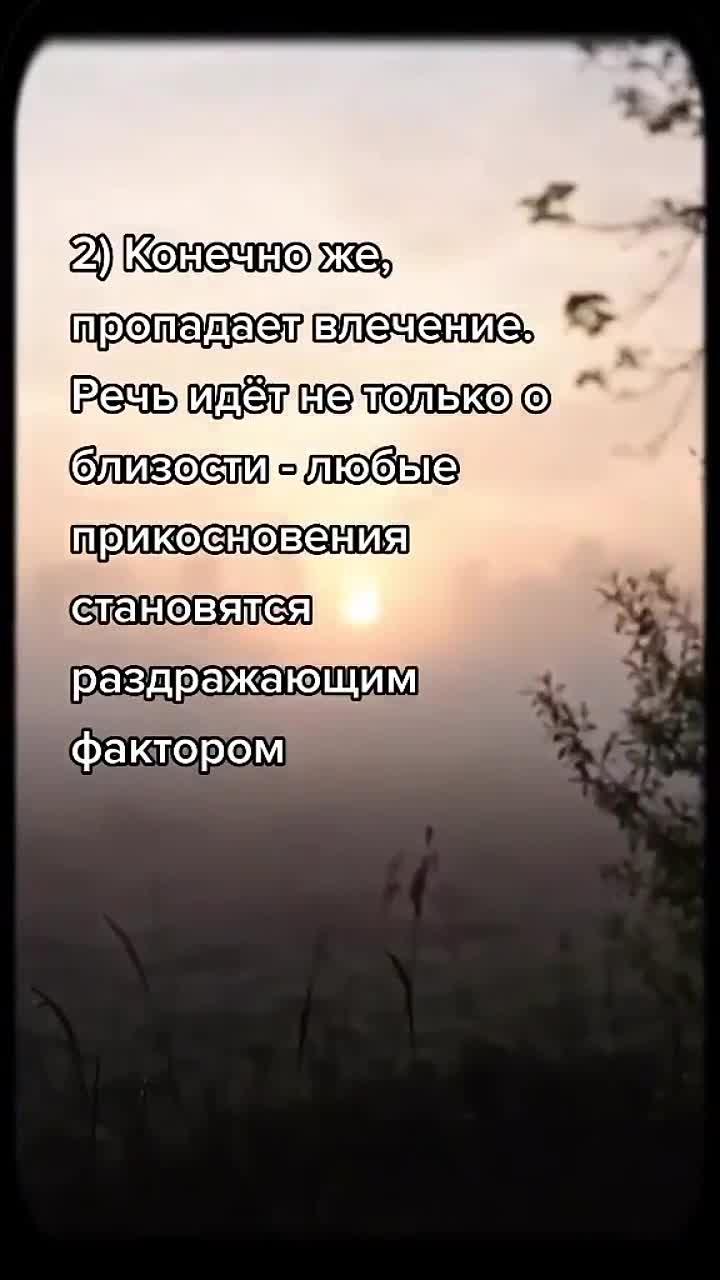 2) Конечно же,
пропадает влечение.
Речь идёт не только о
близости - любые
прикосновения
становятся
раздражающим
фактором